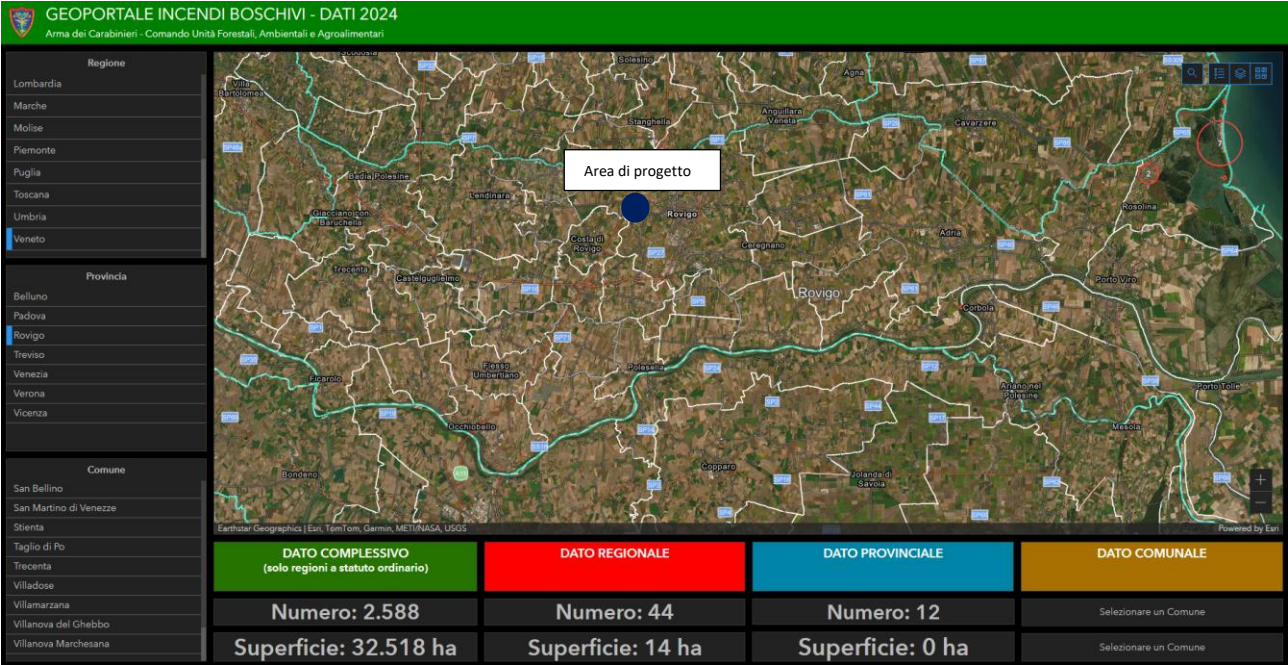 GEOPORTALE INCENDI BOSCHIVI - DATI 2024
Arma dei Carabinieri - Comando Unità Forestali, Ambientali e Agroalimentari
Regione
Lombardia
Marche
Molise
Piemonte
Puglia
Toscana
Umbria
Veneto
Provincia
Belluno
Padova
Rovigo
Treviso
Venezia
Verona
Vicenza
Comune
San Bellino
San Martino di Venezze
Stienta
Taglio di Po
Trecenta
Villadose
Villamarzana
Villanova del Ghebbo
Villanova Marchesana
Solesino
Agna
Villa
Bartolomea
Stanghella
Anguillara
Veneta
Cavarzere
Area di progetto
Badia Polesine
Lendinara
Rovigo
Rosolina
7
2
Giacciano con
Baruchella
Costa di
Rovigo
Ceregnano
Adria
Trecenta
Castelguglielmo
Rovigo
Porto Viro
Corbola
Fiesso
Umbertiano
Polesella
Ficarolo
Ariano nel
Polesine
Porto Tolle
Occhiobello
Mesola
Bondeno
Copparo
Jolanda di
Savoia
+
−
Earthstar Geographics | Esri, TomTom, Garmin, METI/NASA, USGS
Powered by Esri
DATO COMPLESSIVO
(solo regioni a statuto ordinario)
DATO REGIONALE
DATO PROVINCIALE
DATO COMUNALE
Numero: 2.588
Numero: 44
Numero: 12
Selezionare un Comune
Superficie: 32.518 ha
Superficie: 14 ha
Superficie: 0 ha
Selezionare un Comune